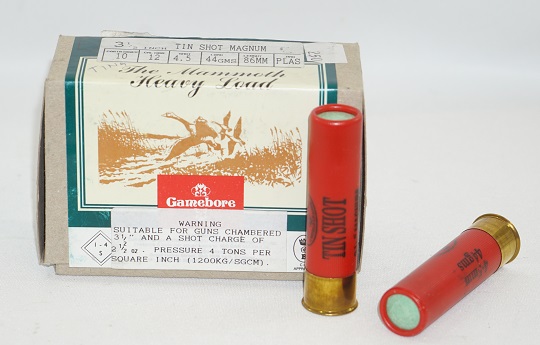 3½ INCH TIN SHOT MAGNUM
10 12 4.5 44GMS 86MM PLAS
The Mammoth
Heavy Load
Gamebore
WARNING
SUITABLE FOR GUNS CHAMBERED
3½" AND A SHOT CHARGE OF
2½ oz. PRESSURE 4 TONS PER
SQUARE INCH (1200KG/SGCM).
1-4
S
TIN SHOT
44gms